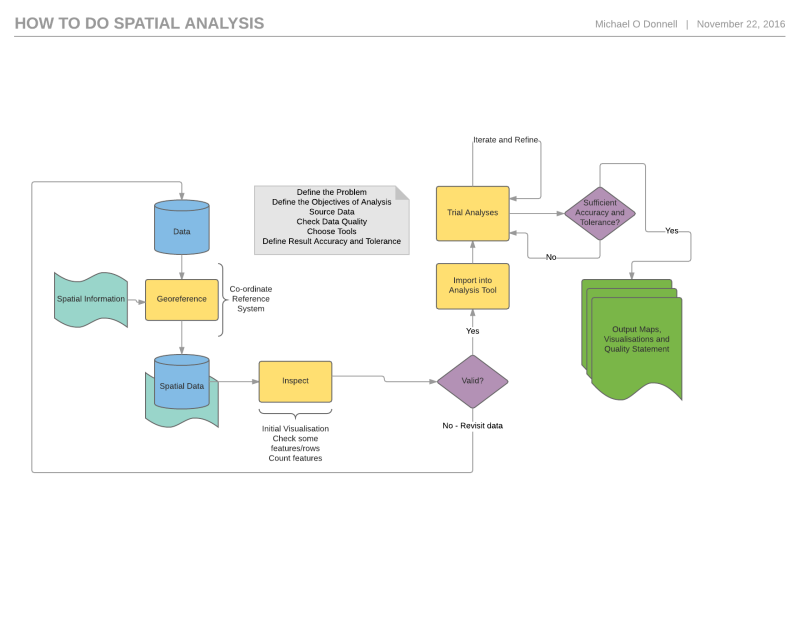 HOW TO DO SPATIAL ANALYSIS
Michael O Donnell | November 22, 2016
Iterate and Refine
Define the Problem
Define the Objectives of Analysis
Source Data
Check Data Quality
Choose Tools
Define Result Accuracy and Tolerance
Data
Trial Analyses
Sufficient
Accuracy and
Tolerance?
Yes
No
Spatial Information
Georeference
Co-ordinate
Reference
System
Import into
Analysis Tool
Yes
Output Maps,
Visualisations and
Quality Statement
Spatial Data
Inspect
Valid?
Initial Visualisation
Check some
features/rows
Count features
No - Revisit data